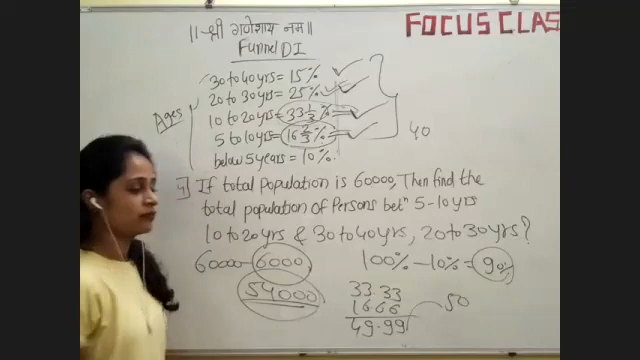 ॥ श्री गणेशाय नमः॥
FOCUS CLAS
Funnel DI
Ages
30 to 40 yrs = 15%
20 to 30 yrs = 25%
10 to 20 yrs = 33 1/3 %
5 to 10 yrs = 16 2/3 %
below 5 years = 10%.
40
If total population is 60000, Then find the
total population of Persons betn 5-10 yrs
10 to 20 yrs & 30 to 40 yrs, 20 to 30 yrs?
60000 - 6000
54000
100% - 10% = 90%
33.33
16.66
49.99
50